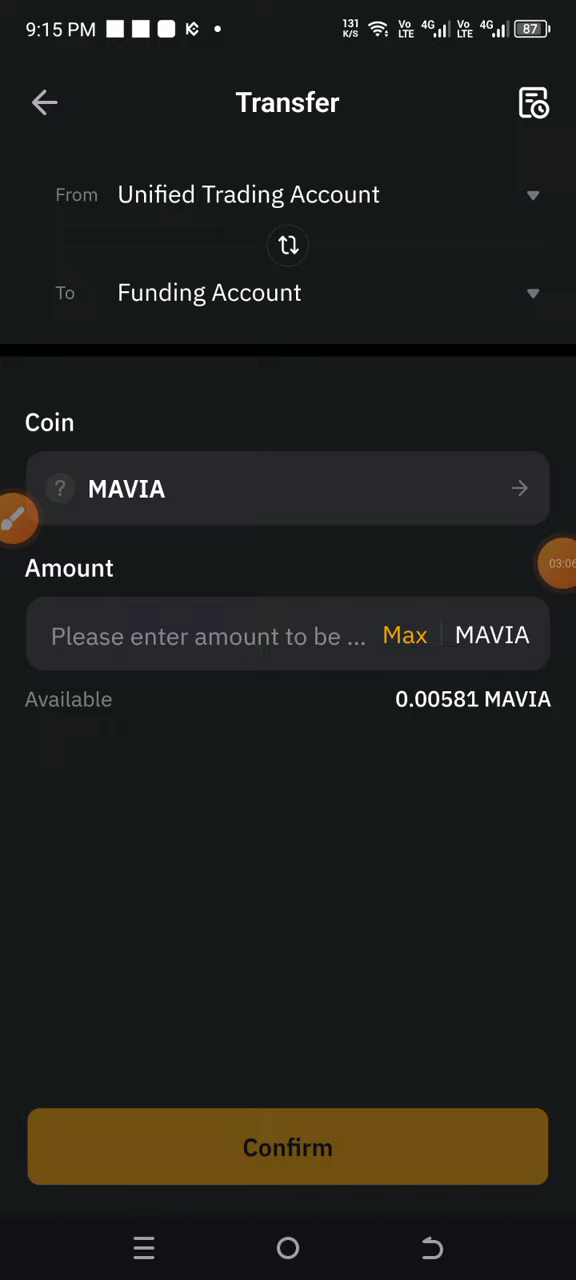 9:15 PM 131 K/S Vo LTE 4G Vo LTE 4G 87
Transfer
From Unified Trading Account
To Funding Account
Coin
? MAVIA
Amount
03:06
Please enter amount to be ... Max MAVIA
Available 0.00581 MAVIA
Confirm